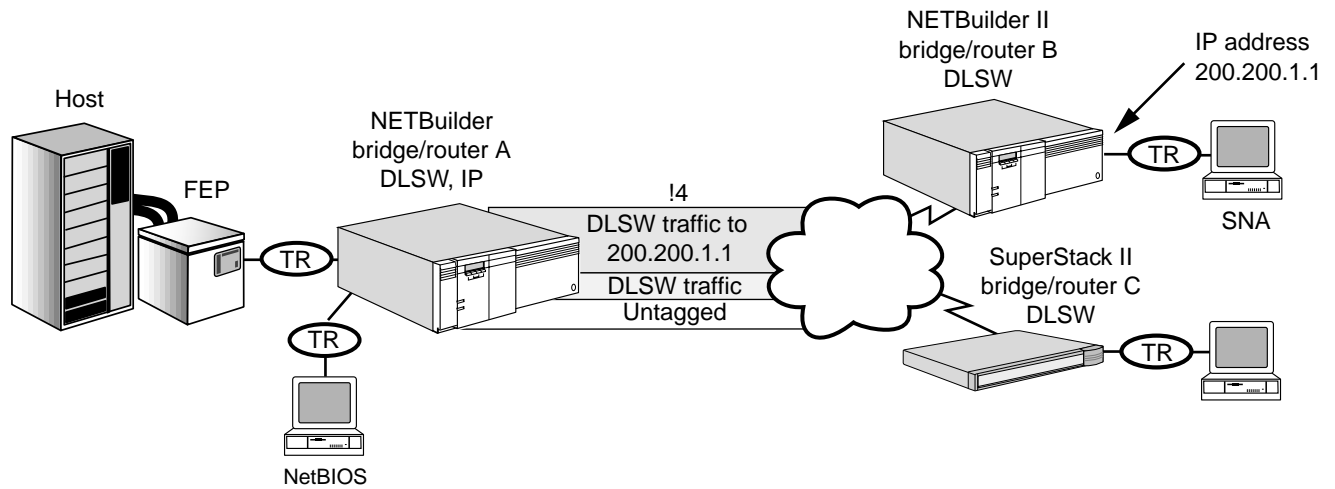 Host
FEP
TR
NETBuilder
bridge/router A
DLSW, IP
TR
NetBIOS
!4
DLSW traffic to
200.200.1.1
DLSW traffic
Untagged
NETBuilder II
bridge/router B
DLSW
IP address
200.200.1.1
TR
SNA
SuperStack II
bridge/router C
DLSW
TR